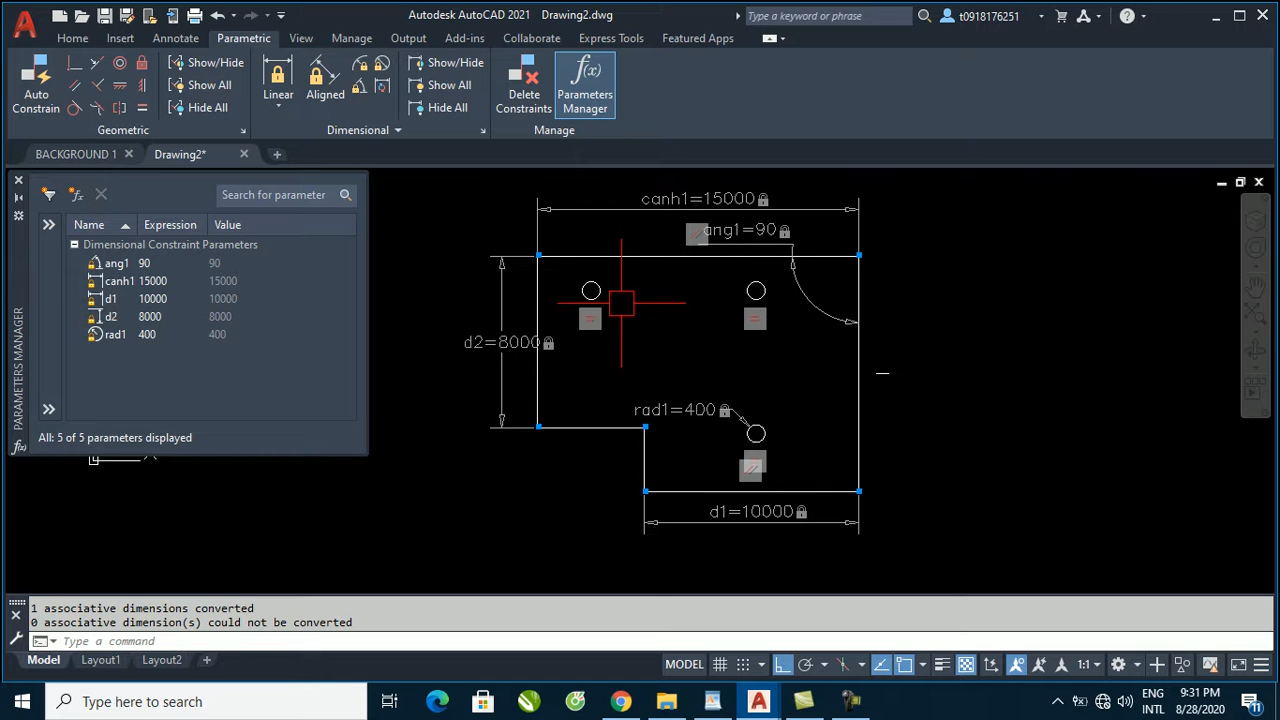 Autodesk AutoCAD 2021 Drawing2.dwg
Type a keyword or phrase
t0918176251
Home Insert Annotate Parametric View Manage Output Add-ins Collaborate Express Tools Featured Apps
Auto Constrain
Show/Hide
Show All
Hide All
Geometric
Linear
Aligned
Show/Hide
Show All
Hide All
Dimensional
Delete Constraints
Parameters Manager
Manage
BACKGROUND 1
Drawing2*
Search for parameter
Name Expression Value
Dimensional Constraint Parameters
ang1 90 90
canh1 15000 15000
d1 10000 10000
d2 8000 8000
rad1 400 400
All: 5 of 5 parameters displayed
PARAMETERS MANAGER
canh1=15000
ang1=90
d2=8000
rad1=400
d1=10000
1 associative dimensions converted
0 associative dimension(s) could not be converted
Type a command
Model Layout1 Layout2
MODEL
1:1
Type here to search
ENG
INTL
9:31 PM
8/28/2020
11